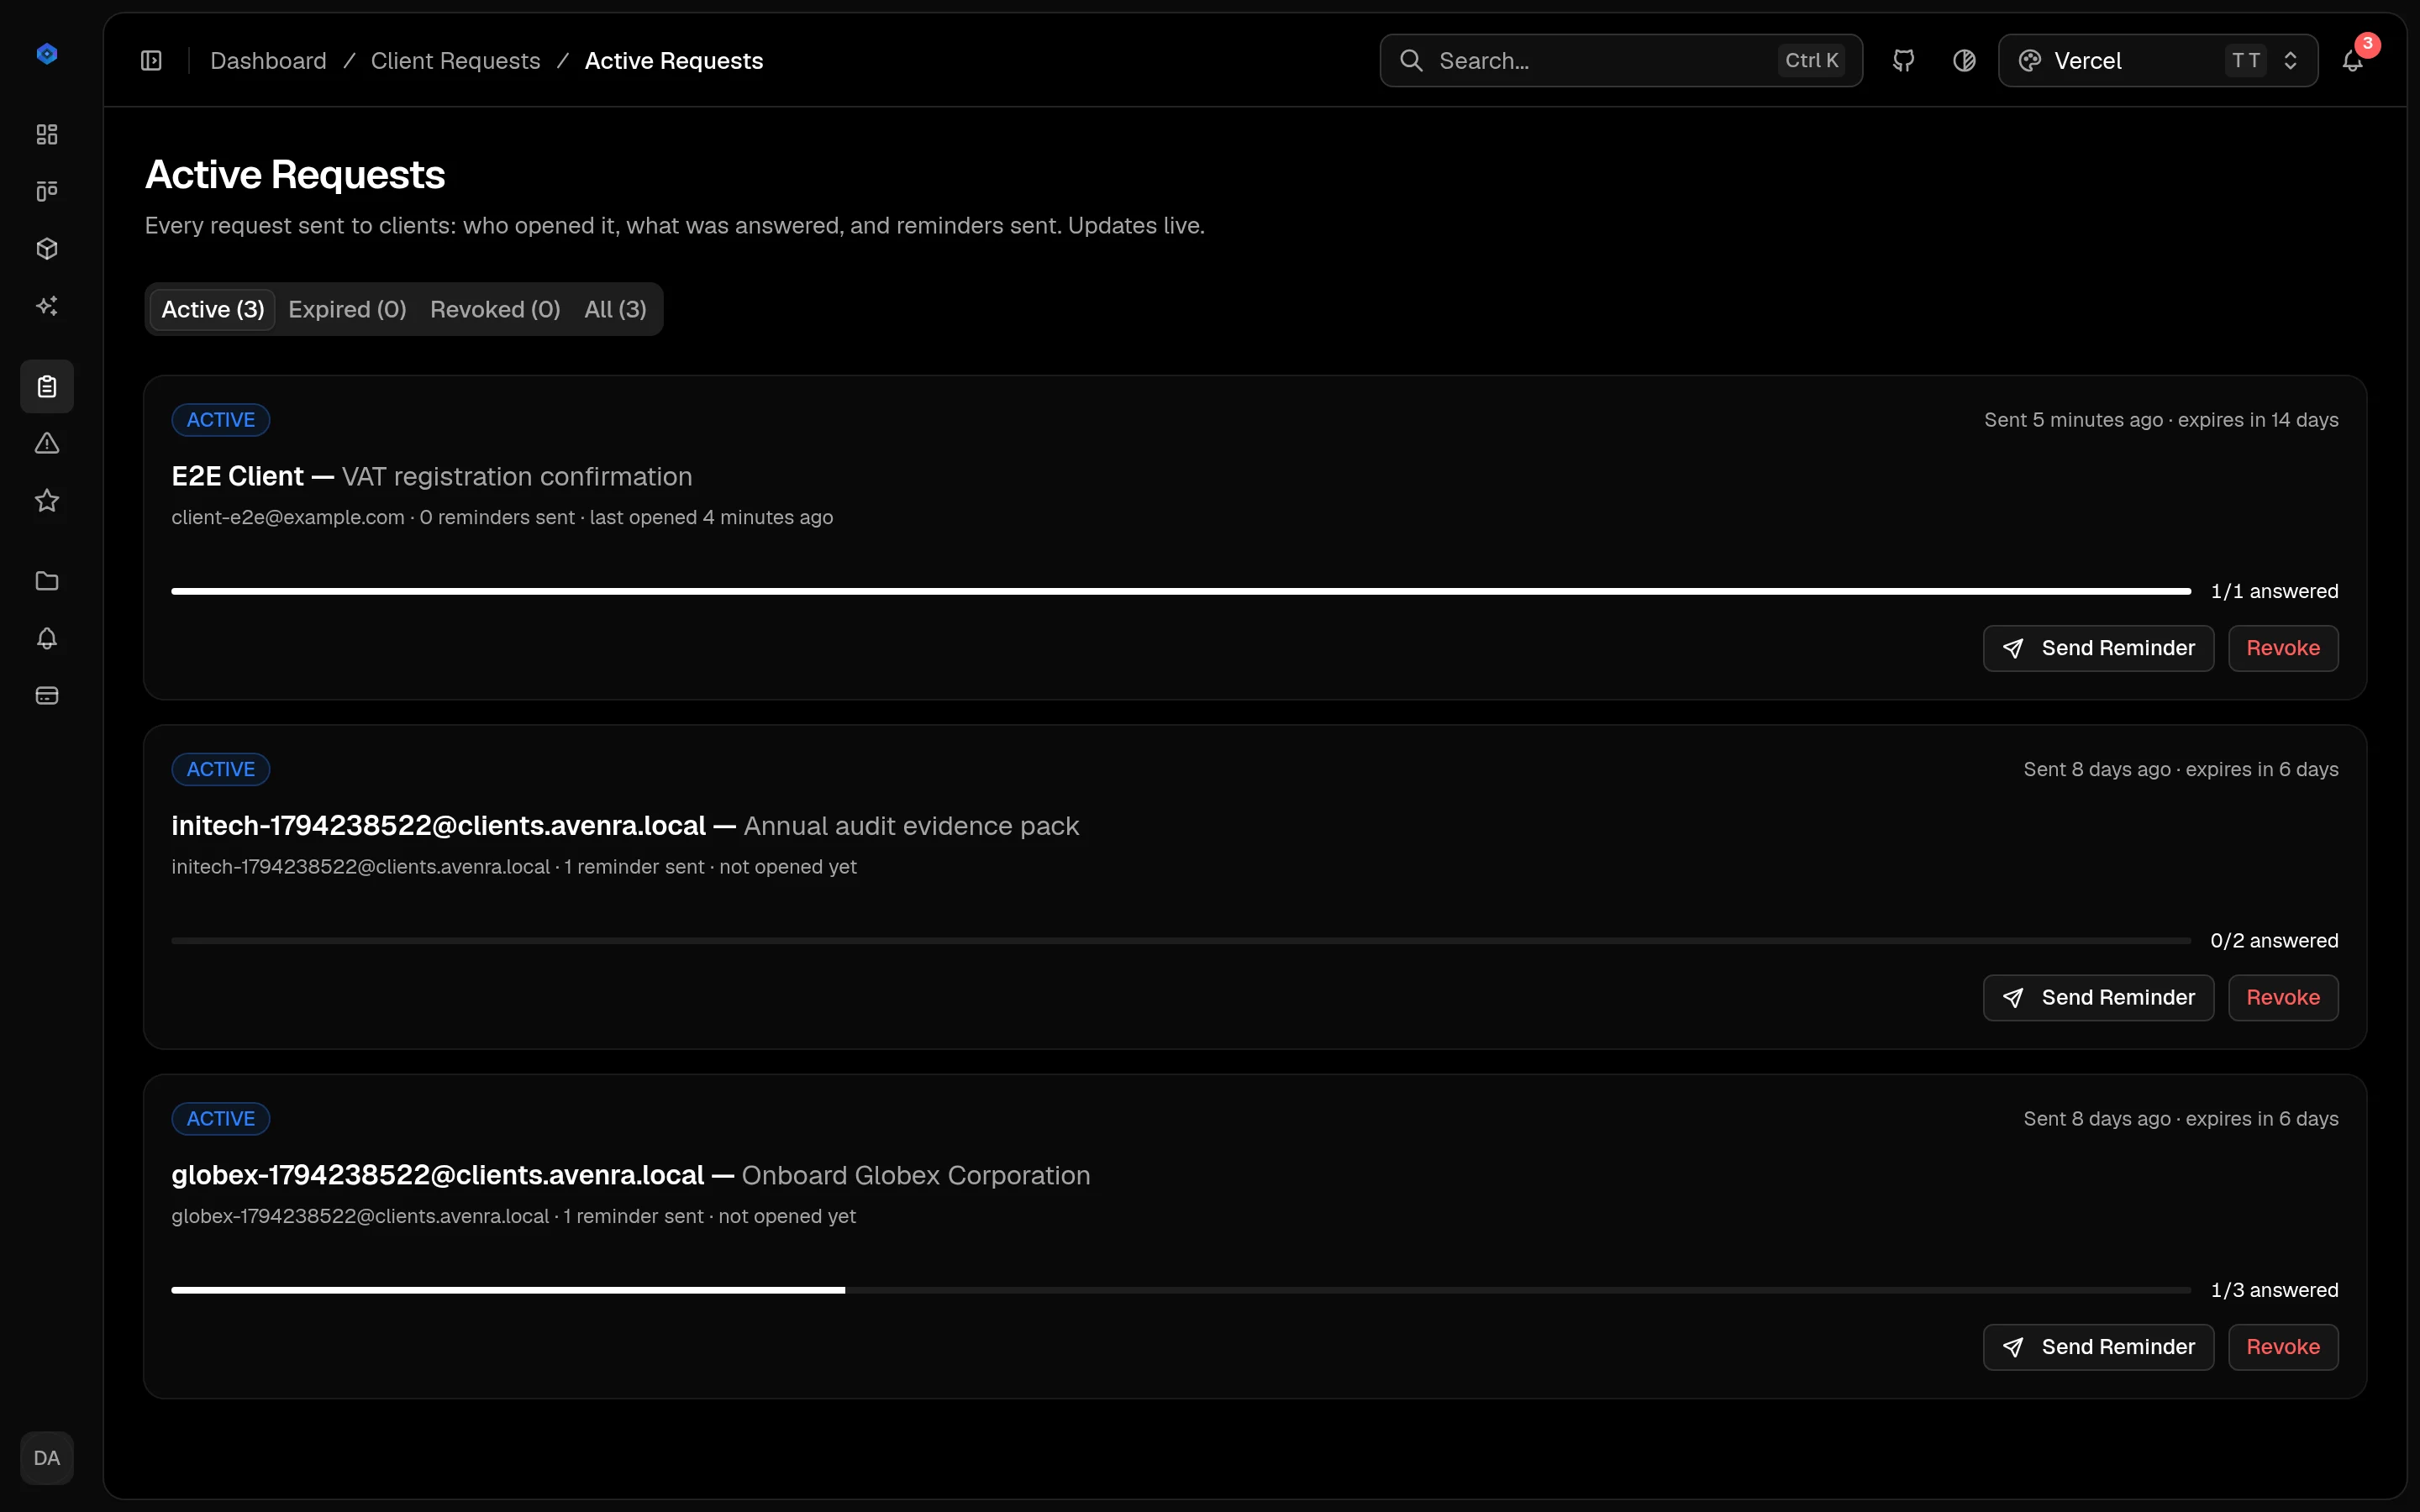 Dashboard / Client Requests / Active Requests
Search... Ctrl K
Vercel T T
3
Active Requests
Every request sent to clients: who opened it, what was answered, and reminders sent. Updates live.
Active (3) Expired (0) Revoked (0) All (3)
ACTIVE Sent 5 minutes ago · expires in 14 days
E2E Client — VAT registration confirmation
client-e2e@example.com · 0 reminders sent · last opened 4 minutes ago
1/1 answered
Send Reminder Revoke
ACTIVE Sent 8 days ago · expires in 6 days
initech-1794238522@clients.avenra.local — Annual audit evidence pack
initech-1794238522@clients.avenra.local · 1 reminder sent · not opened yet
0/2 answered
Send Reminder Revoke
ACTIVE Sent 8 days ago · expires in 6 days
globex-1794238522@clients.avenra.local — Onboard Globex Corporation
globex-1794238522@clients.avenra.local · 1 reminder sent · not opened yet
1/3 answered
Send Reminder Revoke
DA